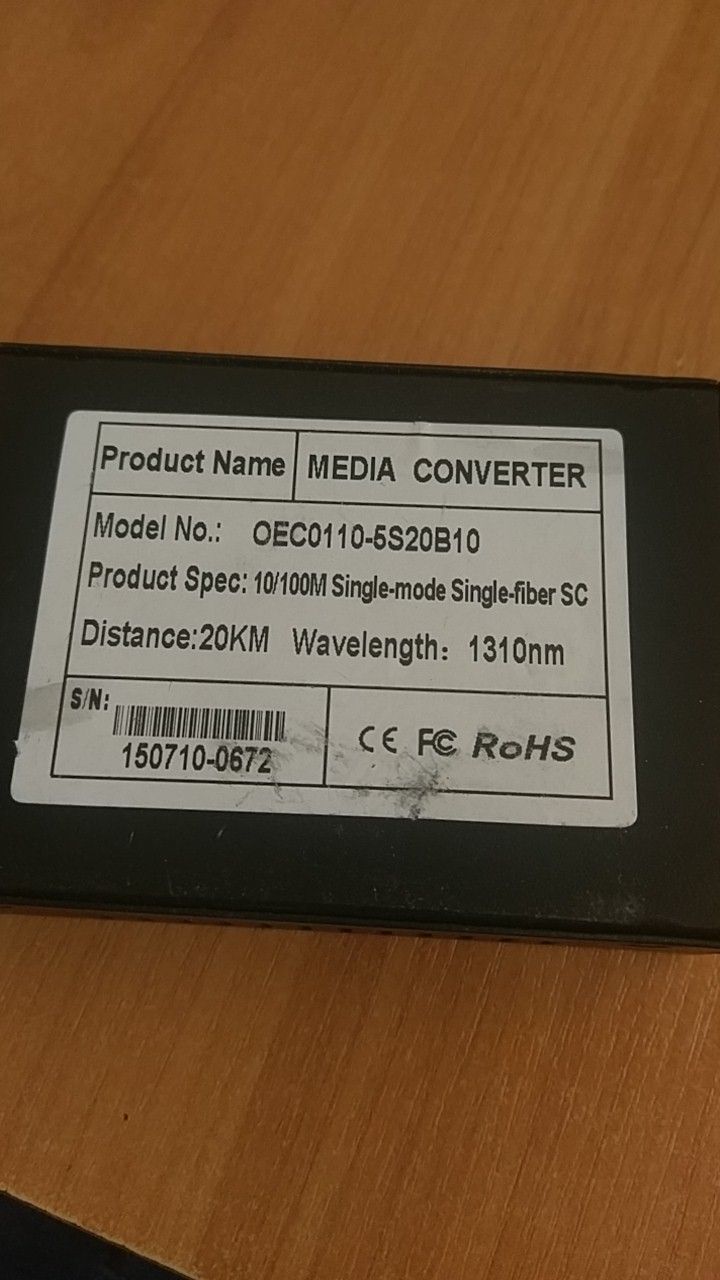 Product Name MEDIA CONVERTER
Model No.: OEC0110-5S20B10
Product Spec: 10/100M Single-mode Single-fiber SC
Distance:20KM Wavelength: 1310nm
S/N:
150710-0672
CE FC RoHS